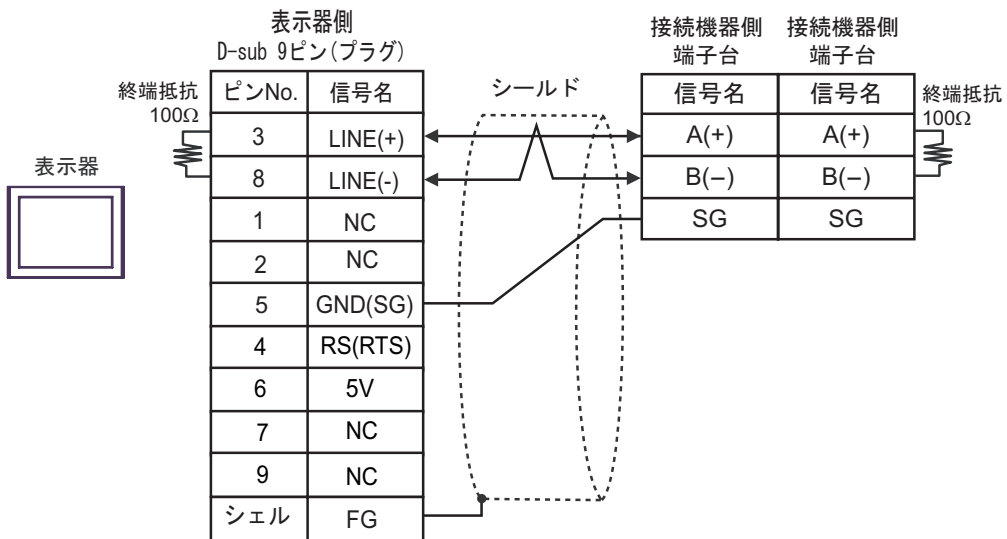 表示器側
D-sub 9ピン(プラグ)
接続機器側
端子台
接続機器側
端子台
終端抵抗
100Ω
ピンNo. 信号名
シールド
信号名 信号名
終端抵抗
100Ω
3 LINE(+)
A(+) A(+)
表示器
8 LINE(-)
B(–) B(–)
1 NC
SG SG
2 NC
5 GND(SG)
4 RS(RTS)
6 5V
7 NC
9 NC
シェル FG